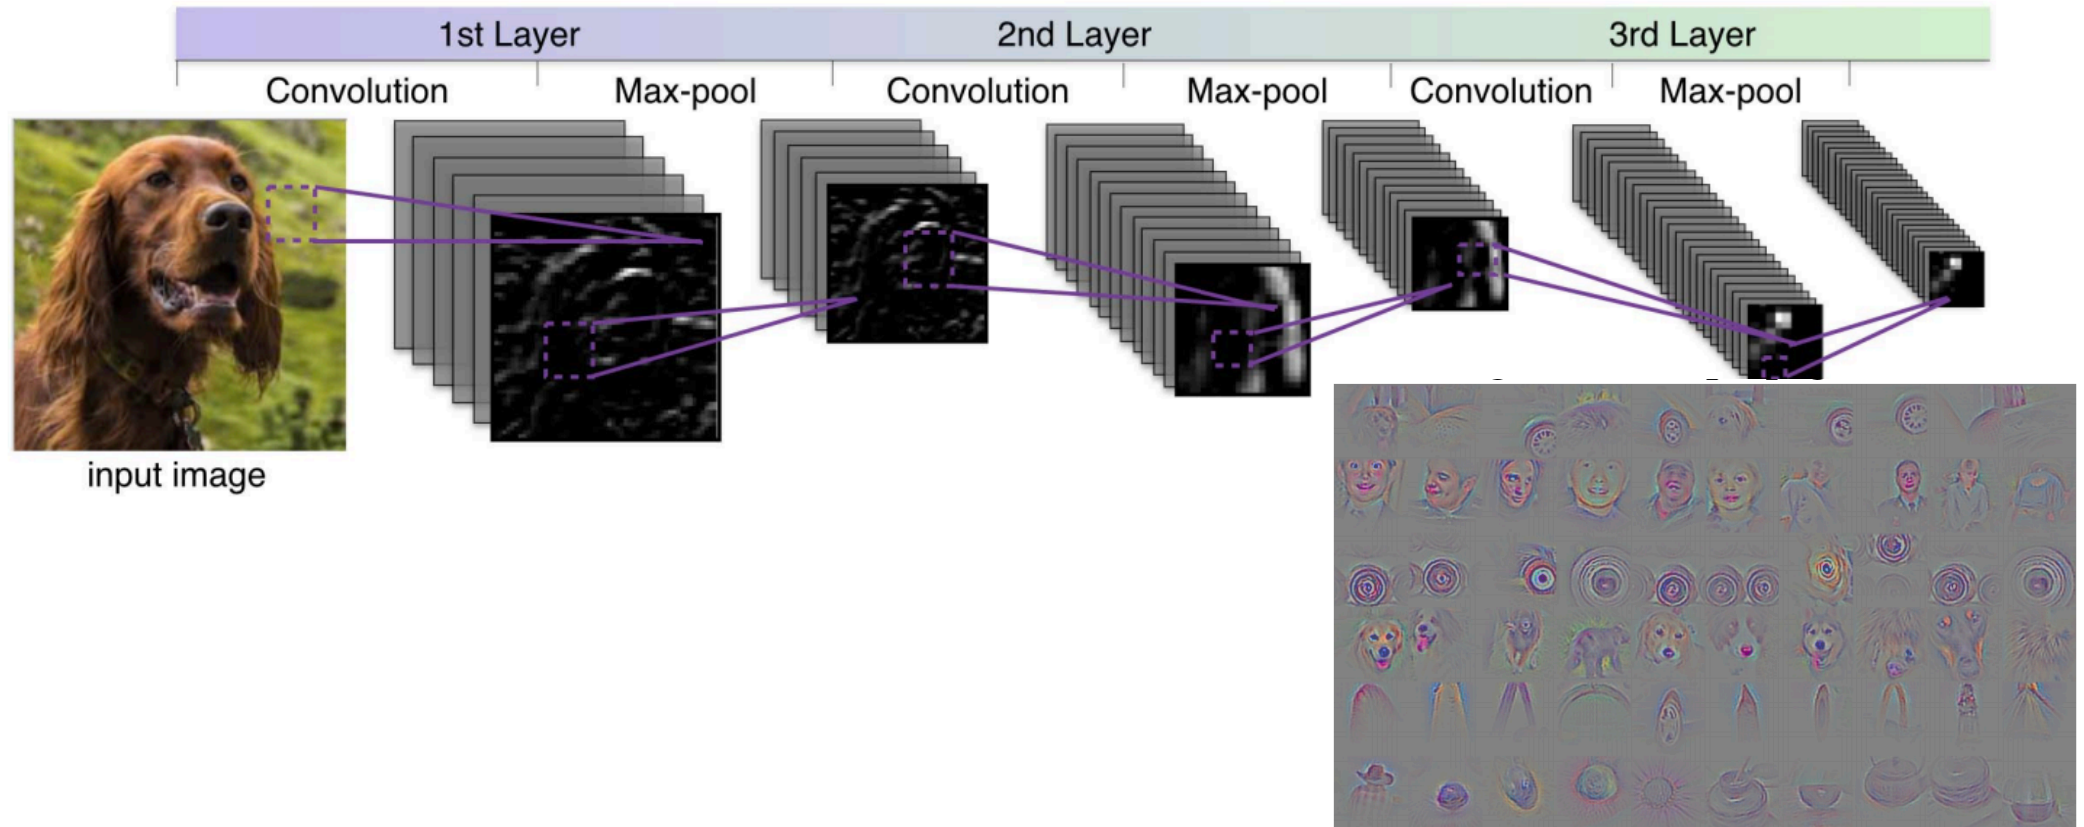 1st Layer 2nd Layer 3rd Layer
Convolution Max-pool Convolution Max-pool Convolution Max-pool
input image